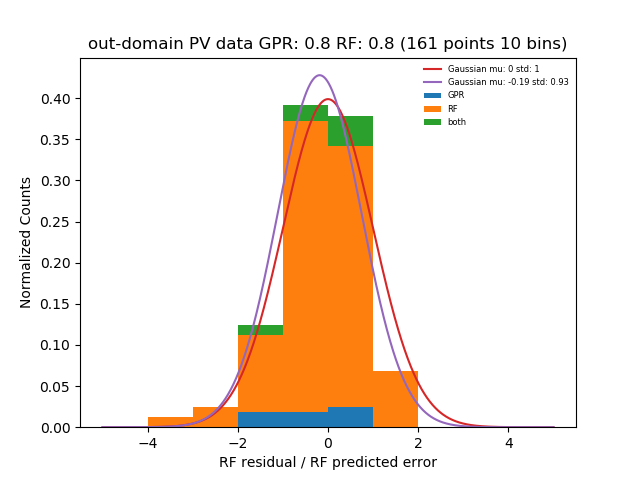 out-domain PV data GPR: 0.8 RF: 0.8 (161 points 10 bins)
Gaussian mu: 0 std: 1
Gaussian mu: -0.19 std: 0.93
GPR
RF
both
Normalized Counts
0.40
0.35
0.30
0.25
0.20
0.15
0.10
0.05
0.00
−4 −2 0 2 4
RF residual / RF predicted error